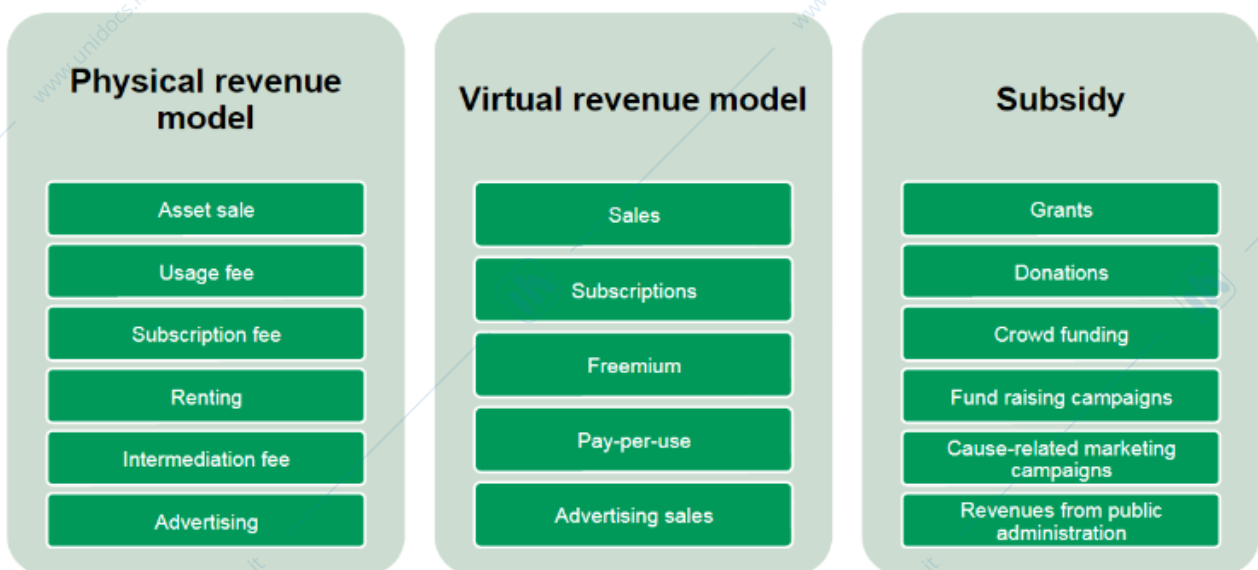 Physical revenue
model
Asset sale
Usage fee
Subscription fee
Renting
Intermediation fee
Advertising
Virtual revenue model
Sales
Subscriptions
Freemium
Pay-per-use
Advertising sales
Subsidy
Grants
Donations
Crowd funding
Fund raising campaigns
Cause-related marketing
campaigns
Revenues from public
administration
www.unidocs.